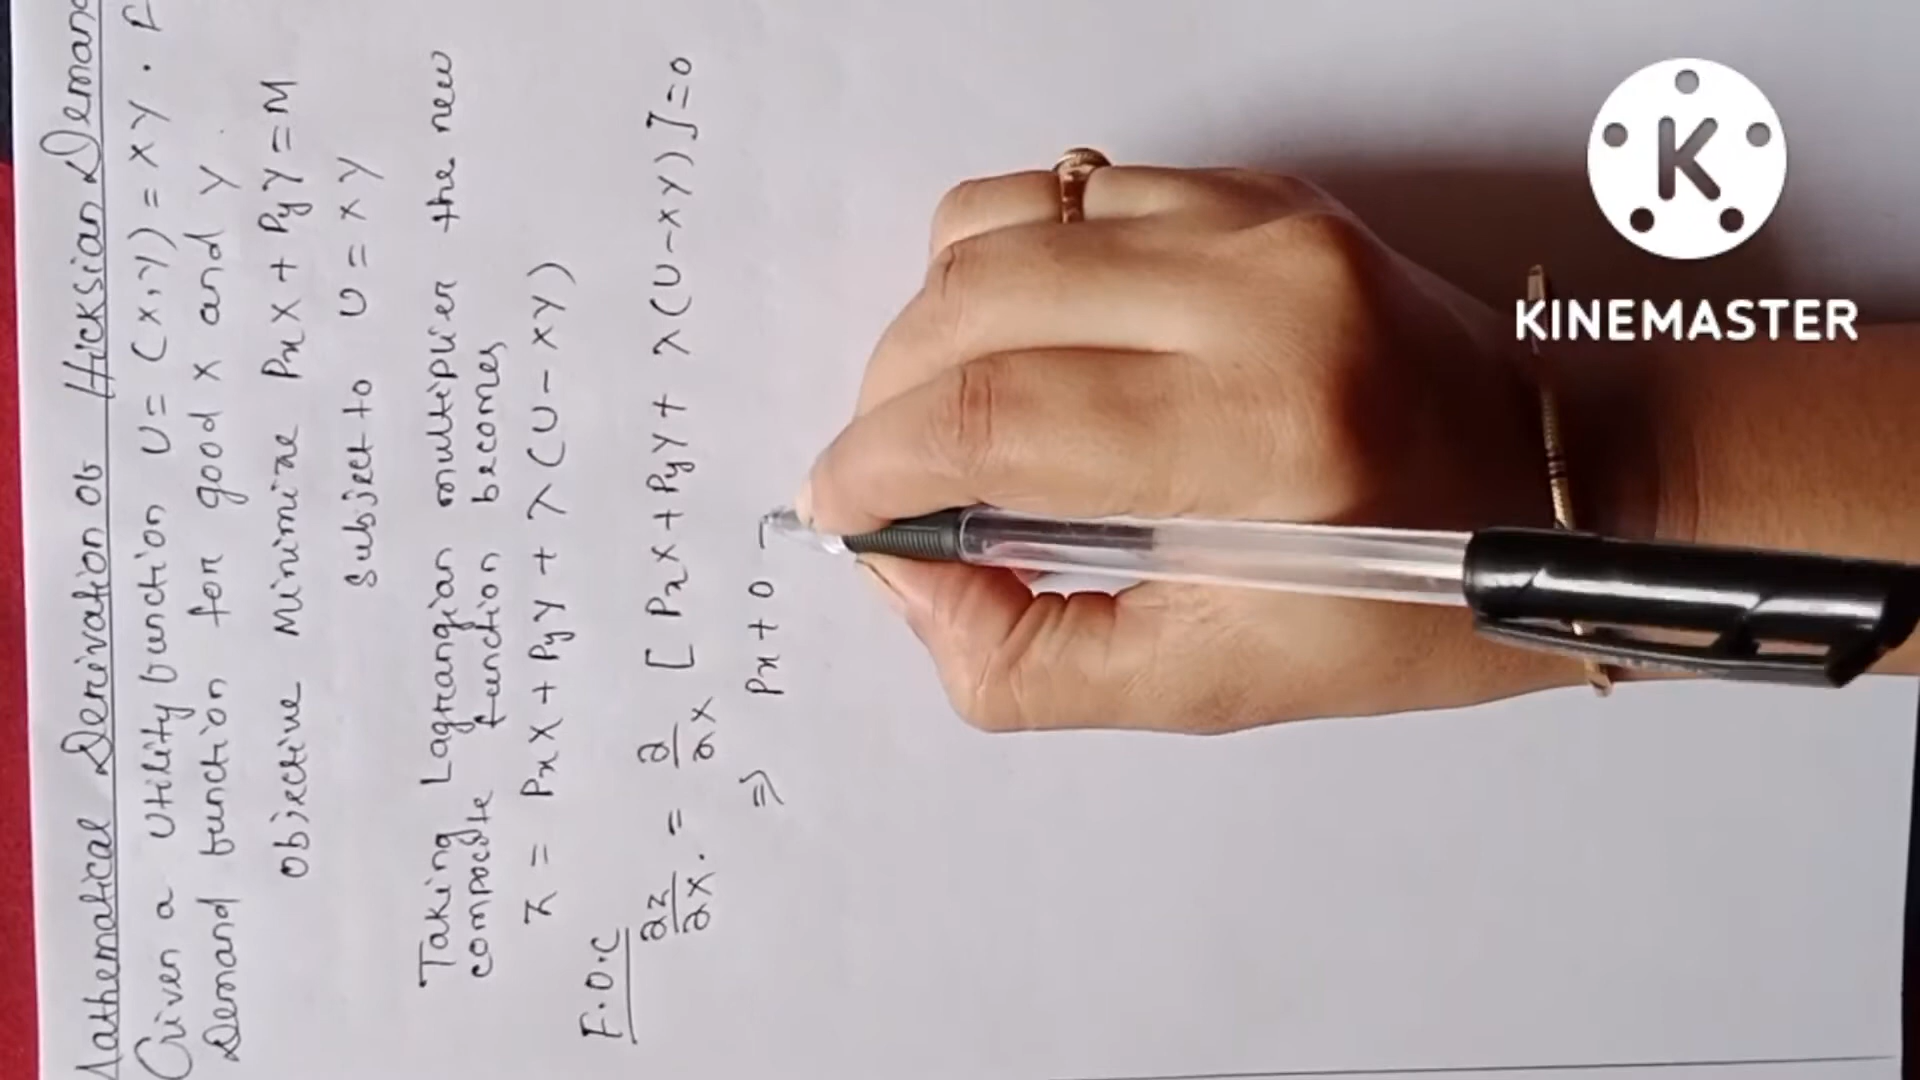 Mathematical Derivation of Hicksian Demand
Given a utility function U = (X,Y) = XY. F
Demand function for good X and Y.
Objective Minimize PxX + PyY = M
Subject to U = XY
Taking Lagrangian multiplier the new
composite function becomes
Z = PxX + PyY + λ(U - XY)
F.O.C
∂Z/∂X. = ∂/∂X [PxX + PyY + λ(U - XY)] = 0
⇒ Px + 0 -
K
KINEMASTER